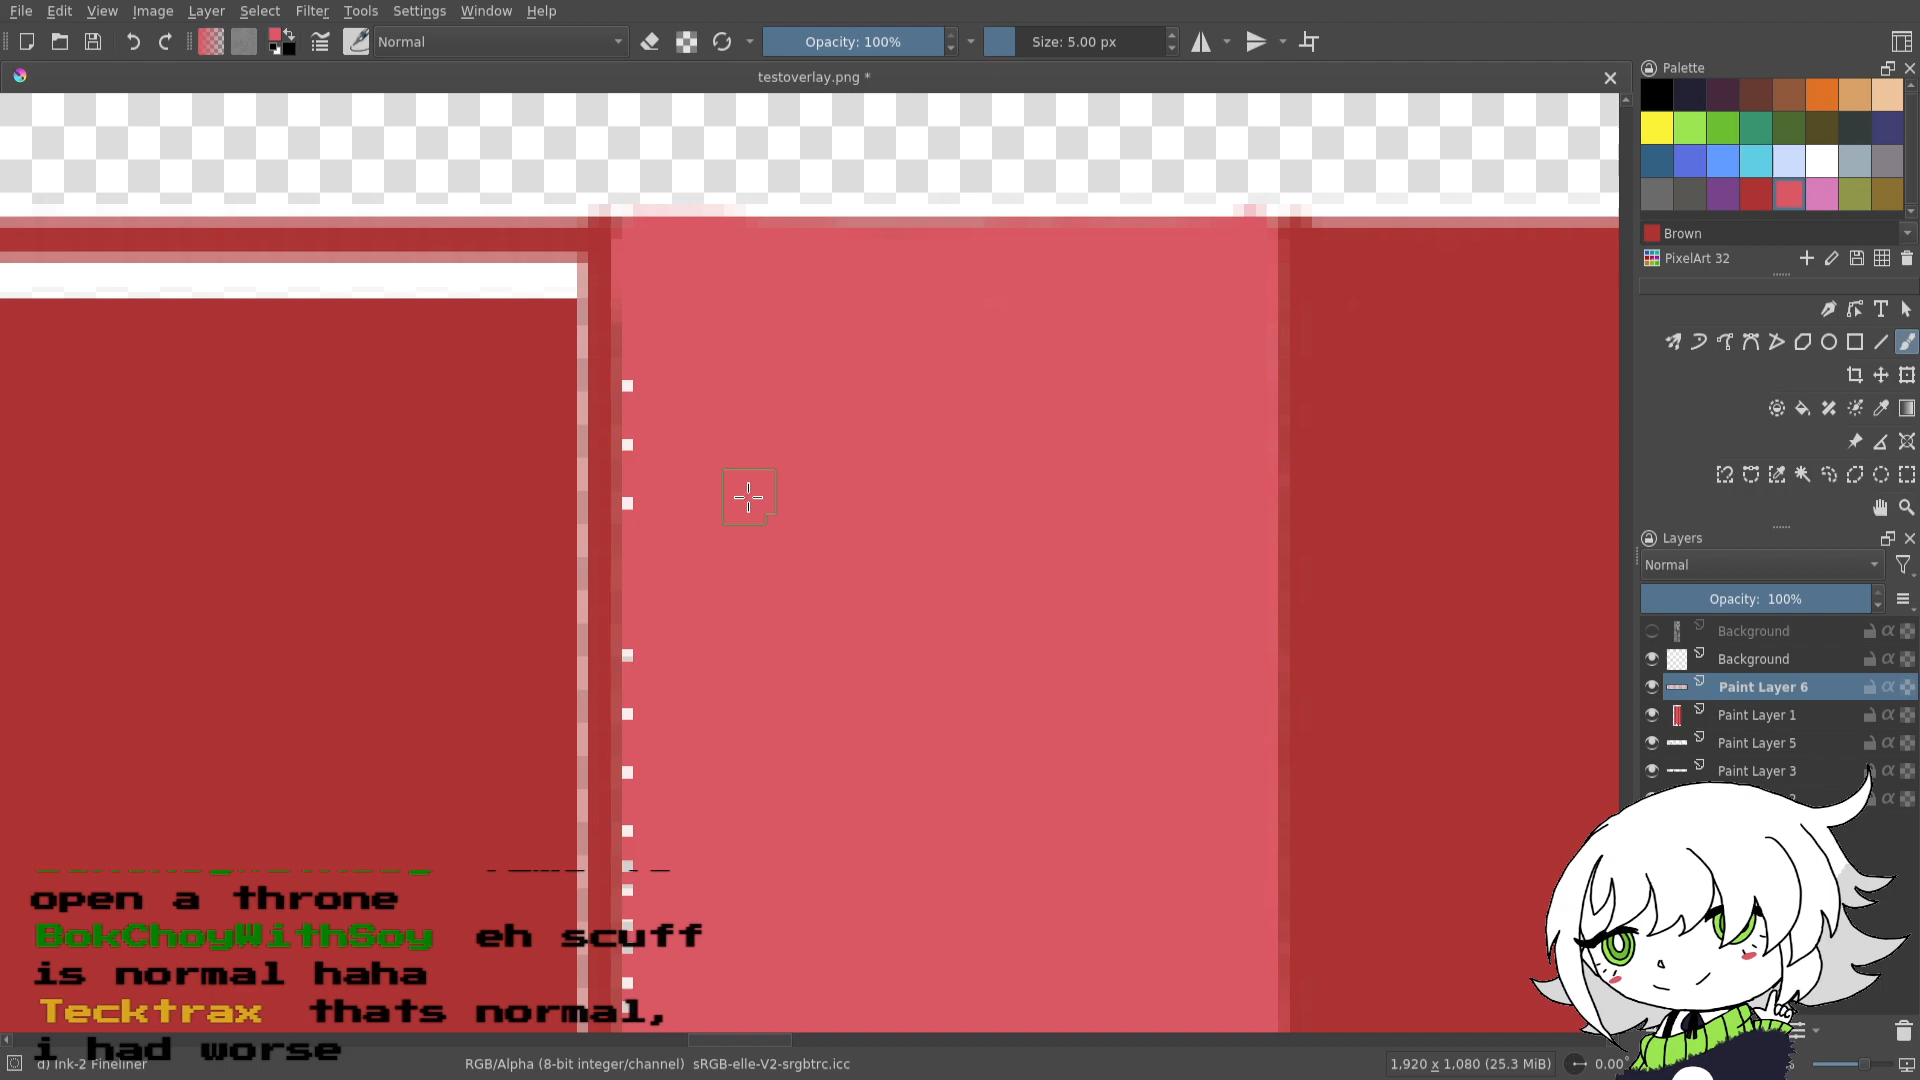 File Edit View Image Layer Select Filter Tools Settings Window Help
Normal Opacity: 100% Size: 5.00 px
testoverlay.png *
Palette
Brown
PixelArt 32
Layers
Normal
Opacity: 100%
Background
Background
Paint Layer 6
Paint Layer 1
Paint Layer 5
Paint Layer 3
open a throne
BokChoyWithSoy eh scuff
is normal haha
Tecktrax thats normal,
i had worse
d) Ink-2 Fineliner RGB/Alpha (8-bit integer/channel) sRGB-elle-V2-srgbtrc.icc 1,920 x 1,080 (25.3 MiB) 0.00°